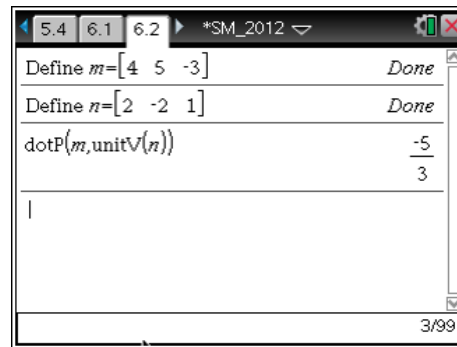 5.4 6.1 6.2 *SM_2012
Define m=[4 5 -3] Done
Define n=[2 -2 1] Done
dotP(m,unitV(n)) -5
3
3/99